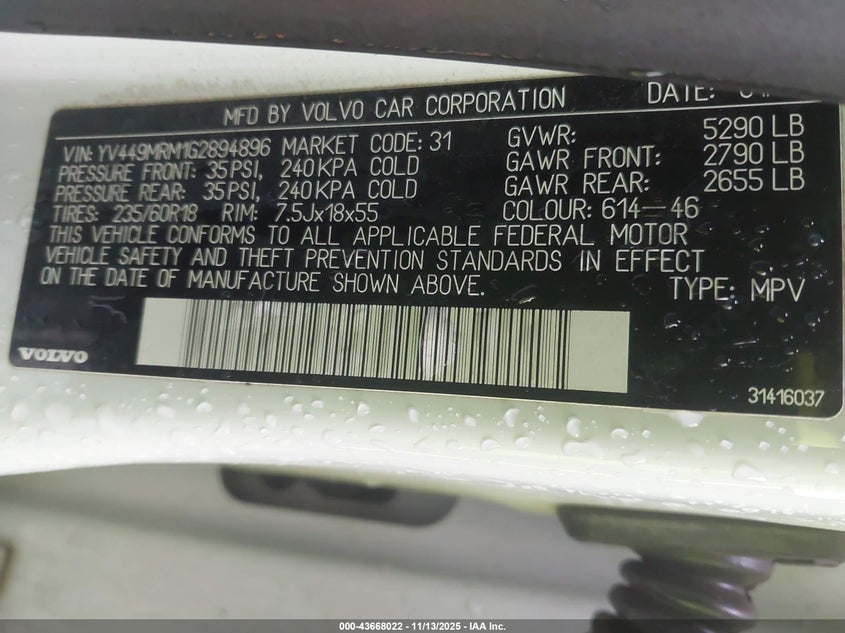 MFD BY VOLVO CAR CORPORATION DATE:
VIN: YV449MRM1G2894896 MARKET CODE: 31 GVWR: 5290 LB
PRESSURE FRONT: 35 PSI, 240 KPA COLD GAWR FRONT: 2790 LB
PRESSURE REAR: 35 PSI, 240 KPA COLD GAWR REAR: 2655 LB
TIRES: 235/60R18 RIM: 7.5Jx18x55 COLOUR: 614-46
THIS VEHICLE CONFORMS TO ALL APPLICABLE FEDERAL MOTOR
VEHICLE SAFETY AND THEFT PREVENTION STANDARDS IN EFFECT
ON THE DATE OF MANUFACTURE SHOWN ABOVE. TYPE: MPV
VOLVO
31416037
000-43668022 - 11/13/2025 - IAA Inc.